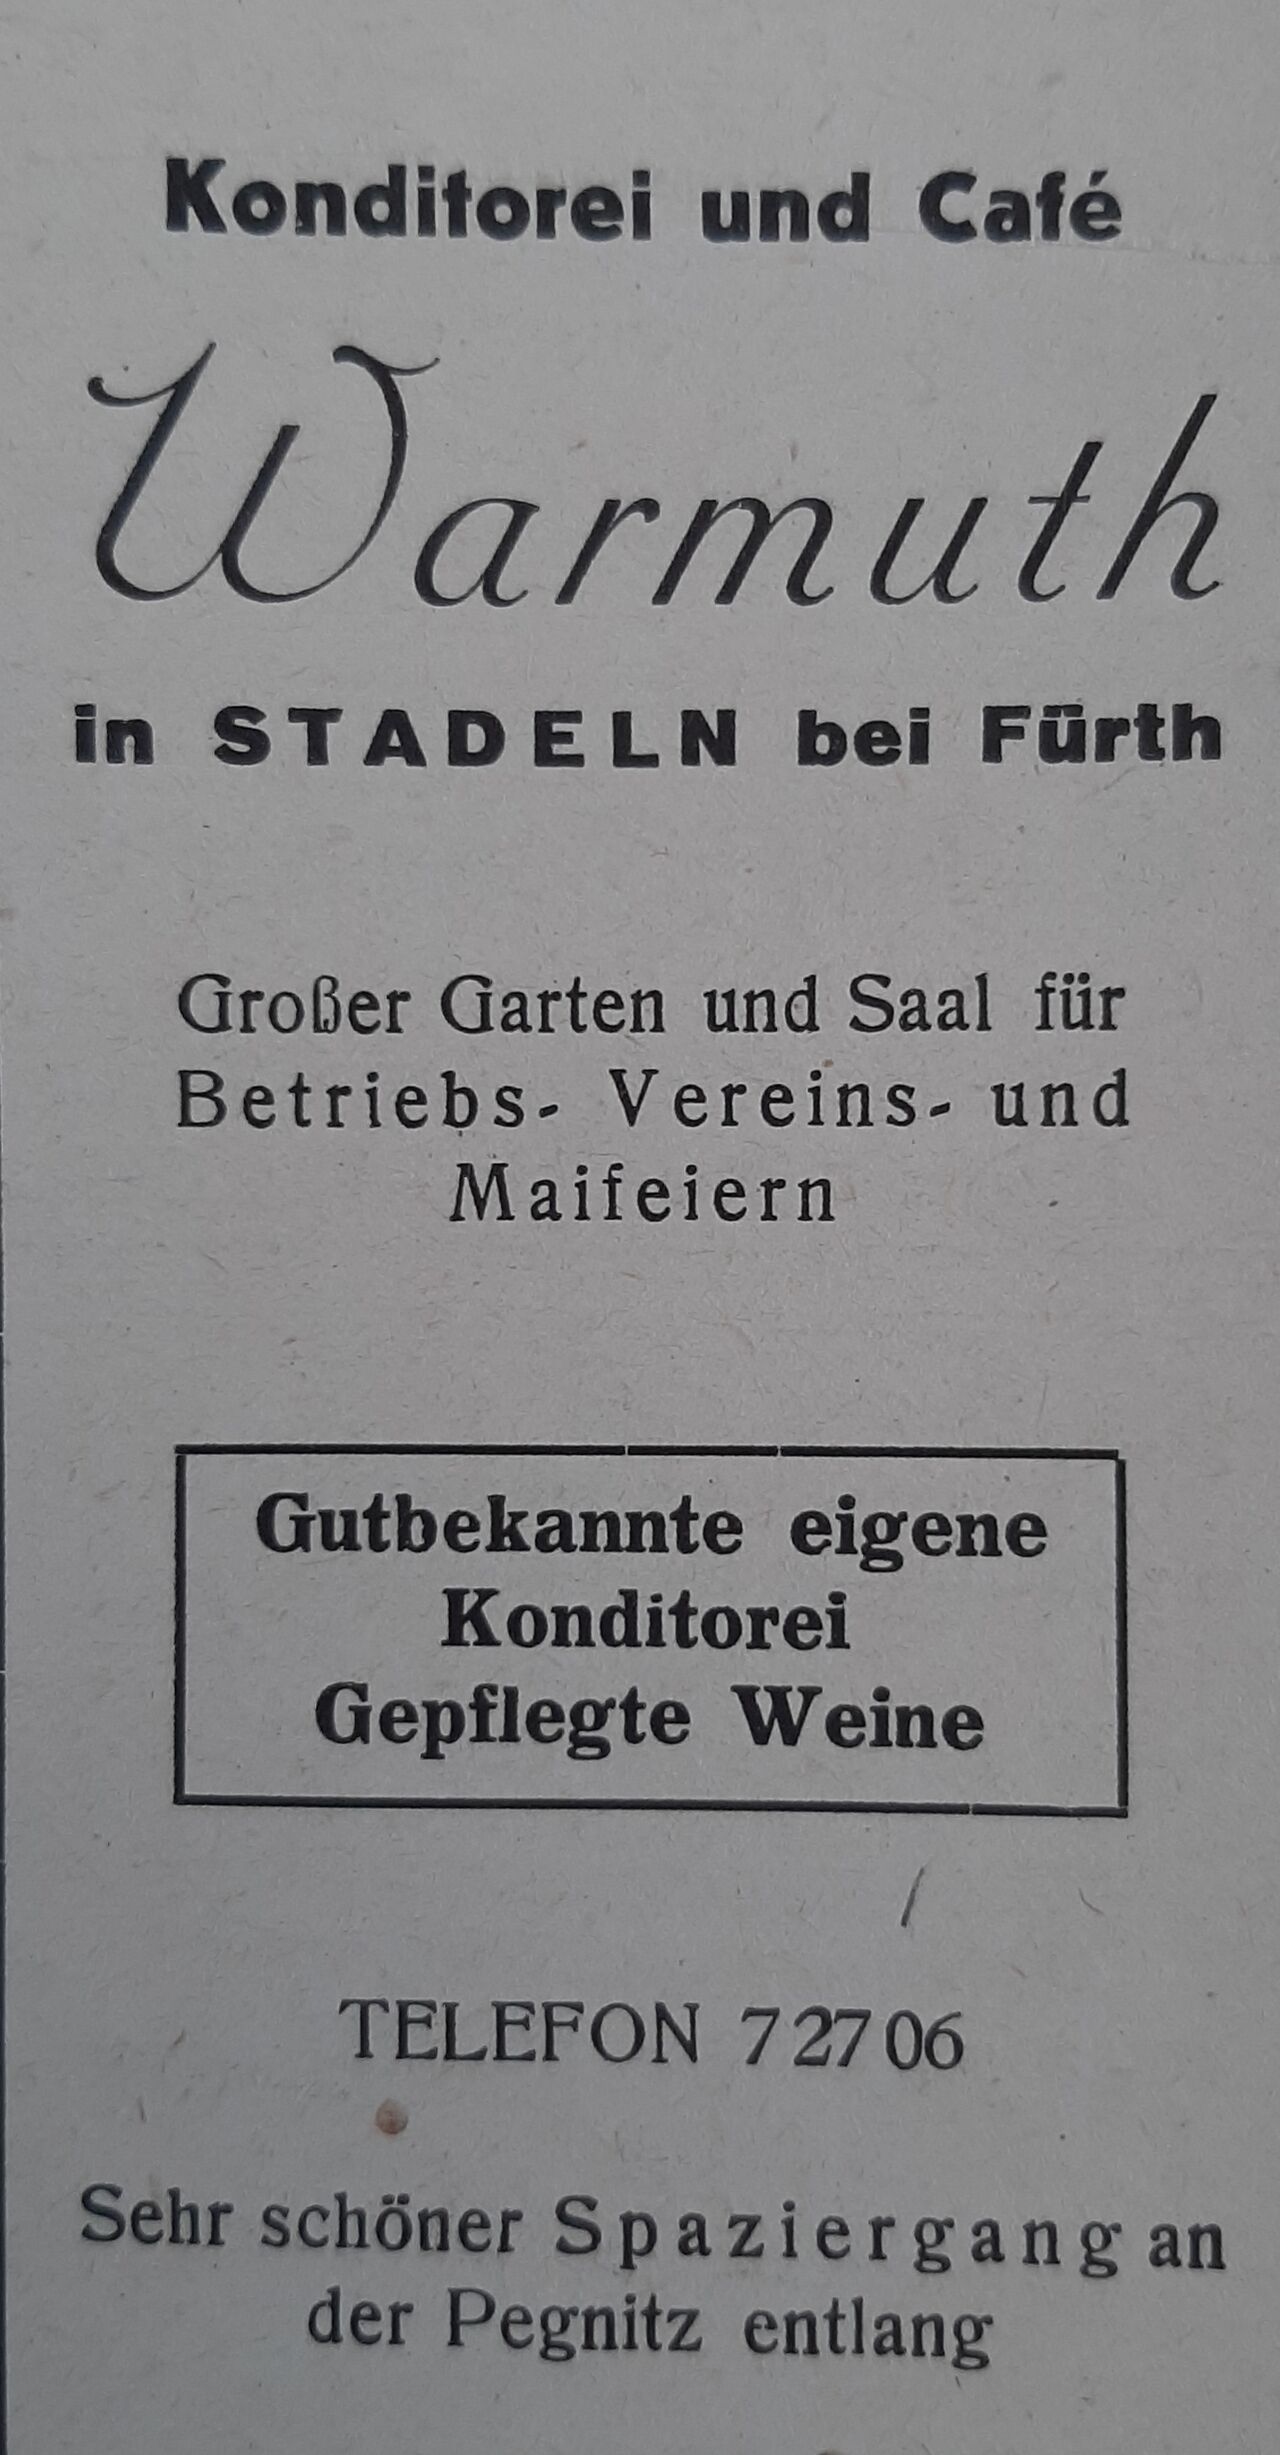 Konditorei und Café
Warmuth
in STADELN bei Fürth
Großer Garten und Saal für
Betriebs- Vereins- und
Maifeiern
Gutbekannte eigene
Konditorei
Gepflegte Weine
TELEFON 72706
Sehr schöner Spaziergang an
der Pegnitz entlang